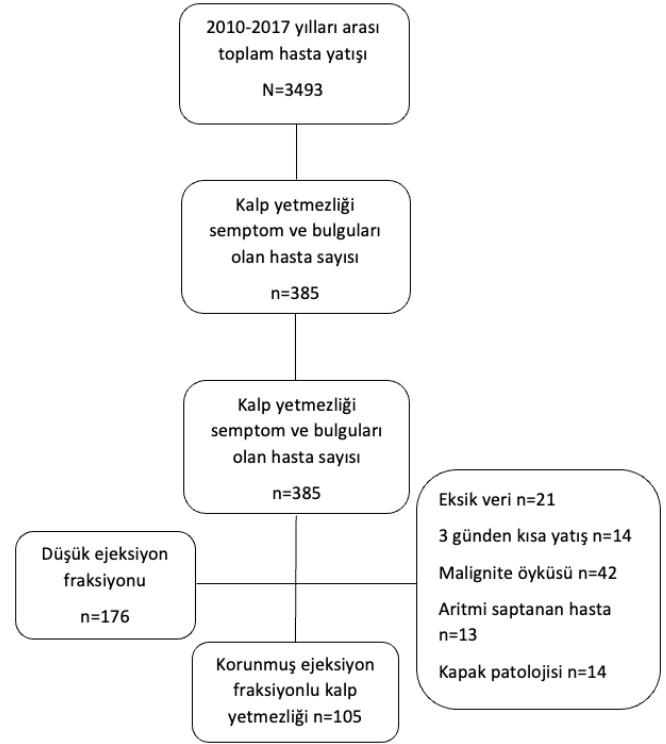 2010-2017 yılları arası
toplam hasta yatışı
N=3493
Kalp yetmezliği
semptom ve bulguları
olan hasta sayısı
n=385
Kalp yetmezliği
semptom ve bulguları
olan hasta sayısı
n=385
Düşük ejeksiyon
fraksiyonu
n=176
Eksik veri n=21
3 günden kısa yatış n=14
Malignite öyküsü n=42
Aritmi saptanan hasta
n=13
Kapak patolojisi n=14
Korunmuş ejeksiyon
fraksiyonlu kalp
yetmezliği n=105